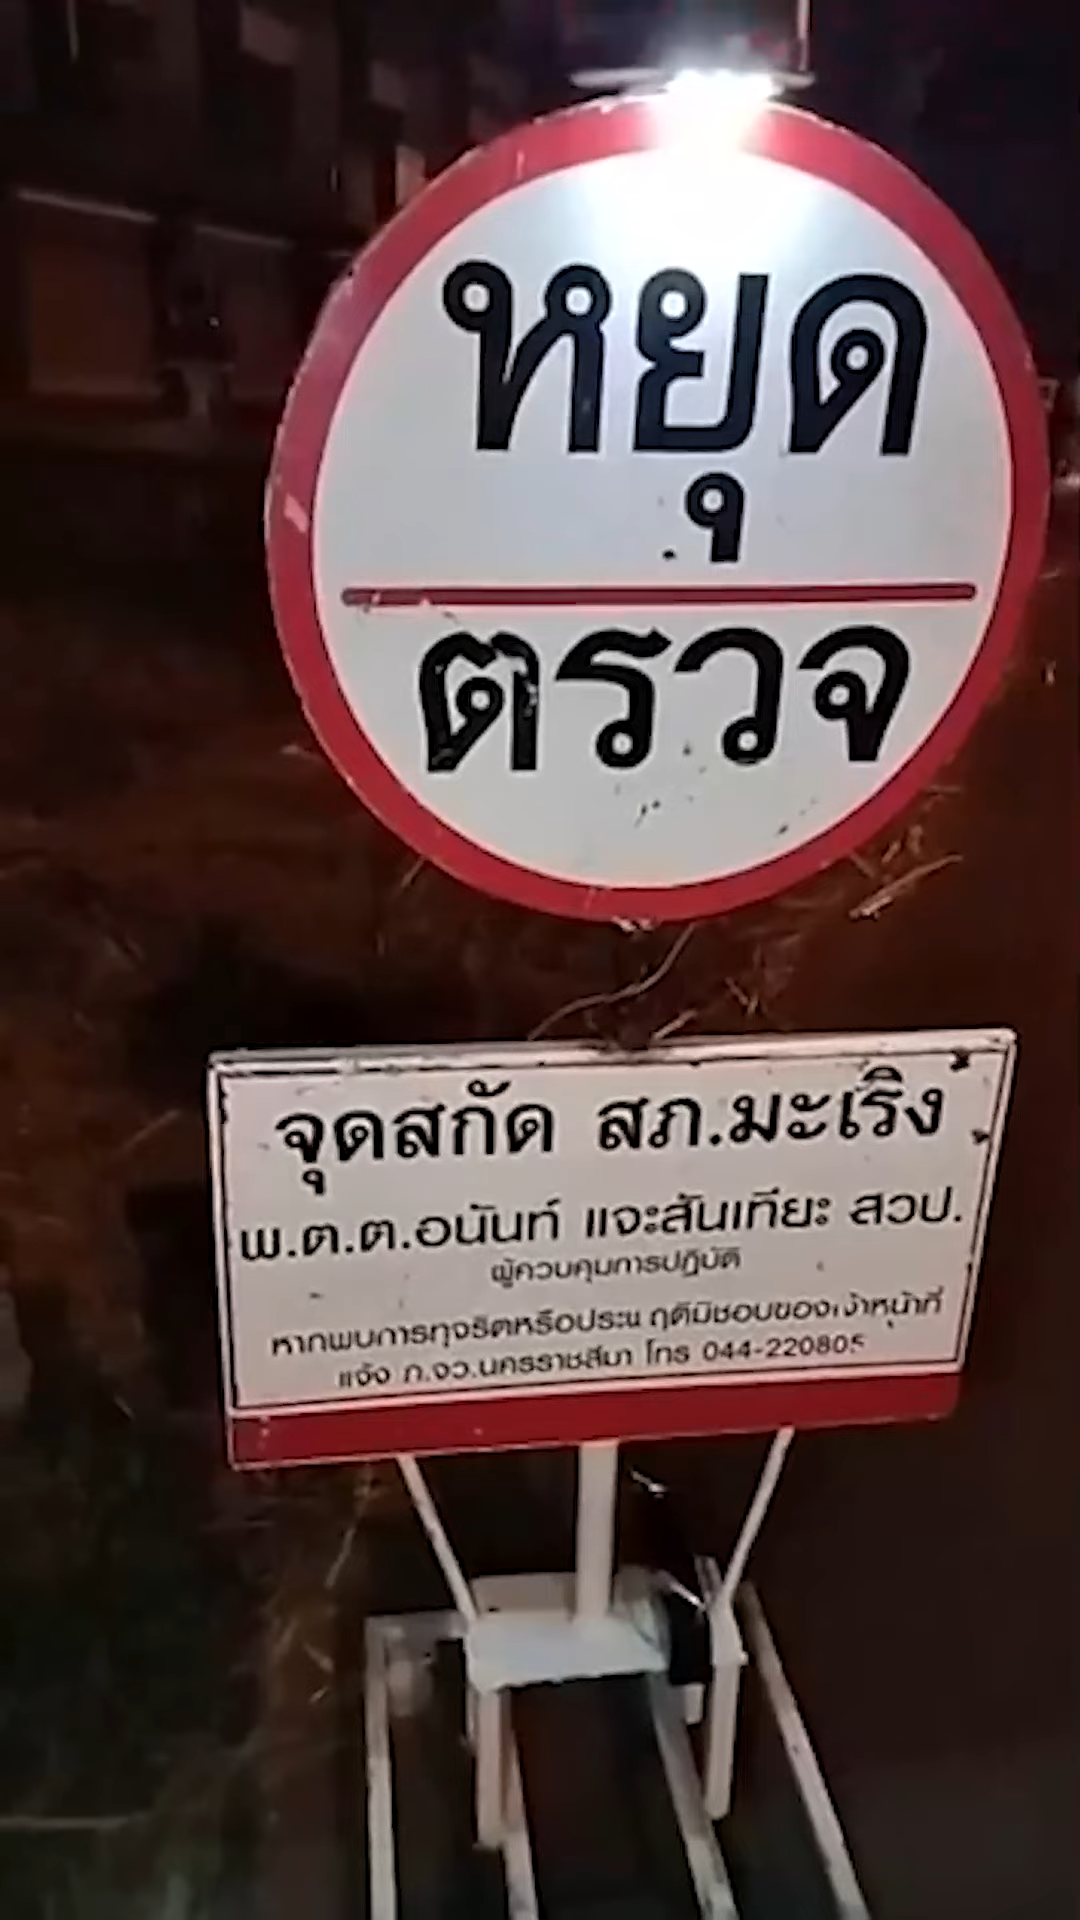 หยุด
ตรวจ
จุดสกัด สภ.มะเริง
พ.ต.ต.อนันท์ แจะสันเทียะ สวป.
ผู้ควบคุมการปฏิบัติ
หากพบการทุจริตหรือประพฤติมิชอบของเจ้าหน้าที่
แจ้ง ภ.จว.นครราชสีมา โทร 044-220805